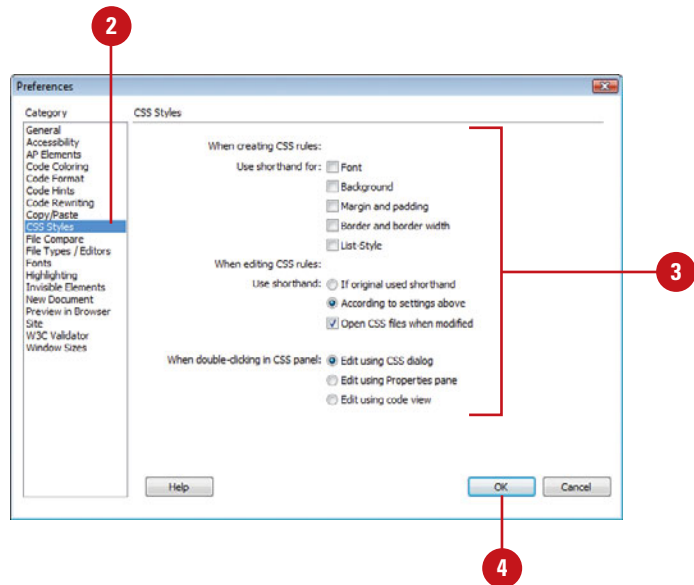 2
Preferences
Category
CSS Styles
General
Accessibility
AP Elements
Code Coloring
Code Format
Code Hints
Code Rewriting
Copy/Paste
CSS Styles
File Compare
File Types / Editors
Fonts
Highlighting
Invisible Elements
New Document
Preview in Browser
Site
W3C Validator
Window Sizes
When creating CSS rules:
Use shorthand for: Font
Background
Margin and padding
Border and border width
List-Style
When editing CSS rules:
Use shorthand: If original used shorthand
According to settings above
Open CSS files when modified
When double-clicking in CSS panel: Edit using CSS dialog
Edit using Properties pane
Edit using code view
3
Help
OK
Cancel
4